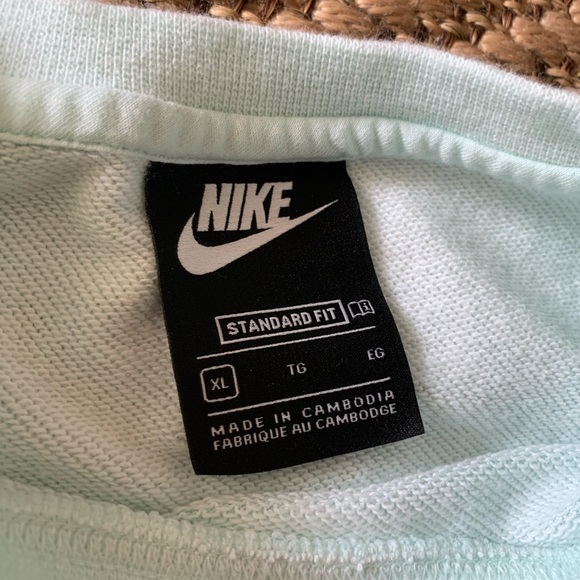 NIKE
STANDARD FIT
XL TG EG
MADE IN CAMBODIA
FABRIQUE AU CAMBODGE